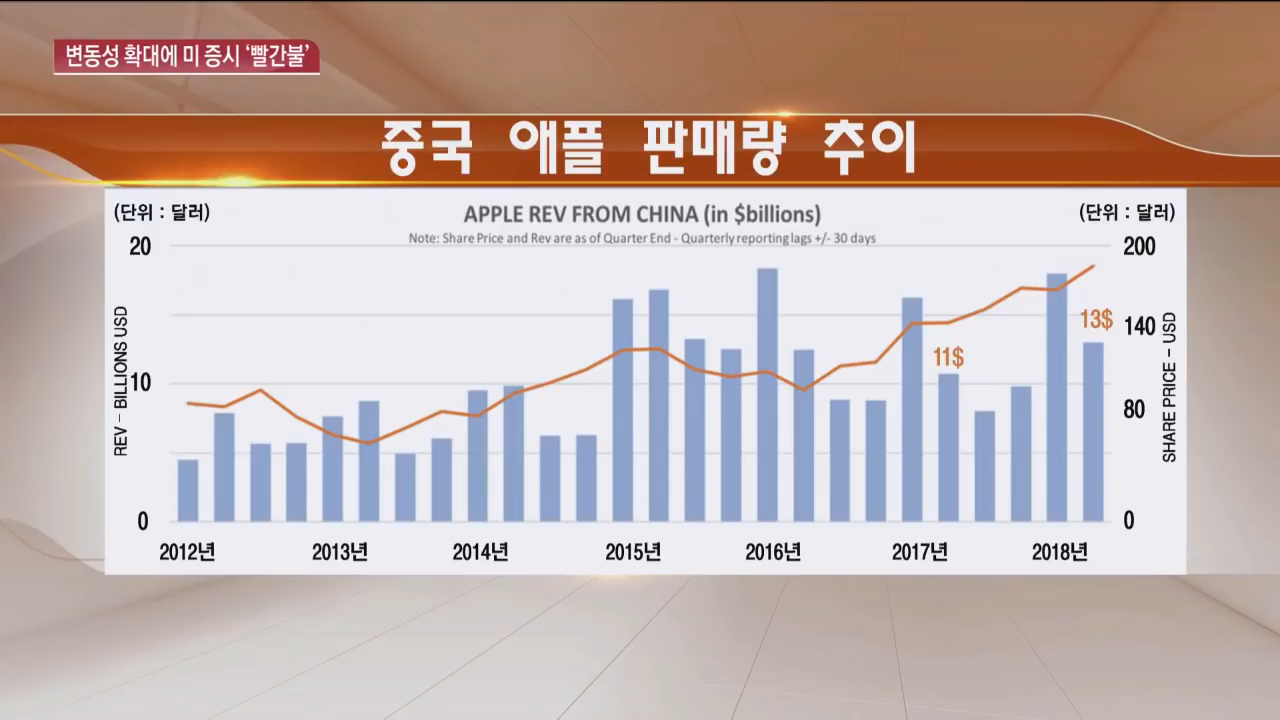 변동성 확대에 미 증시 '빨간불'
중국 애플 판매량 추이
(단위 : 달러)
APPLE REV FROM CHINA (in $billions)
(단위 : 달러)
Note: Share Price and Rev are as of Quarter End - Quarterly reporting lags +/- 30 days
20
10
0
REV - BILLIONS USD
200
140
80
0
SHARE PRICE - USD
11$
13$
2012년 2013년 2014년 2015년 2016년 2017년 2018년